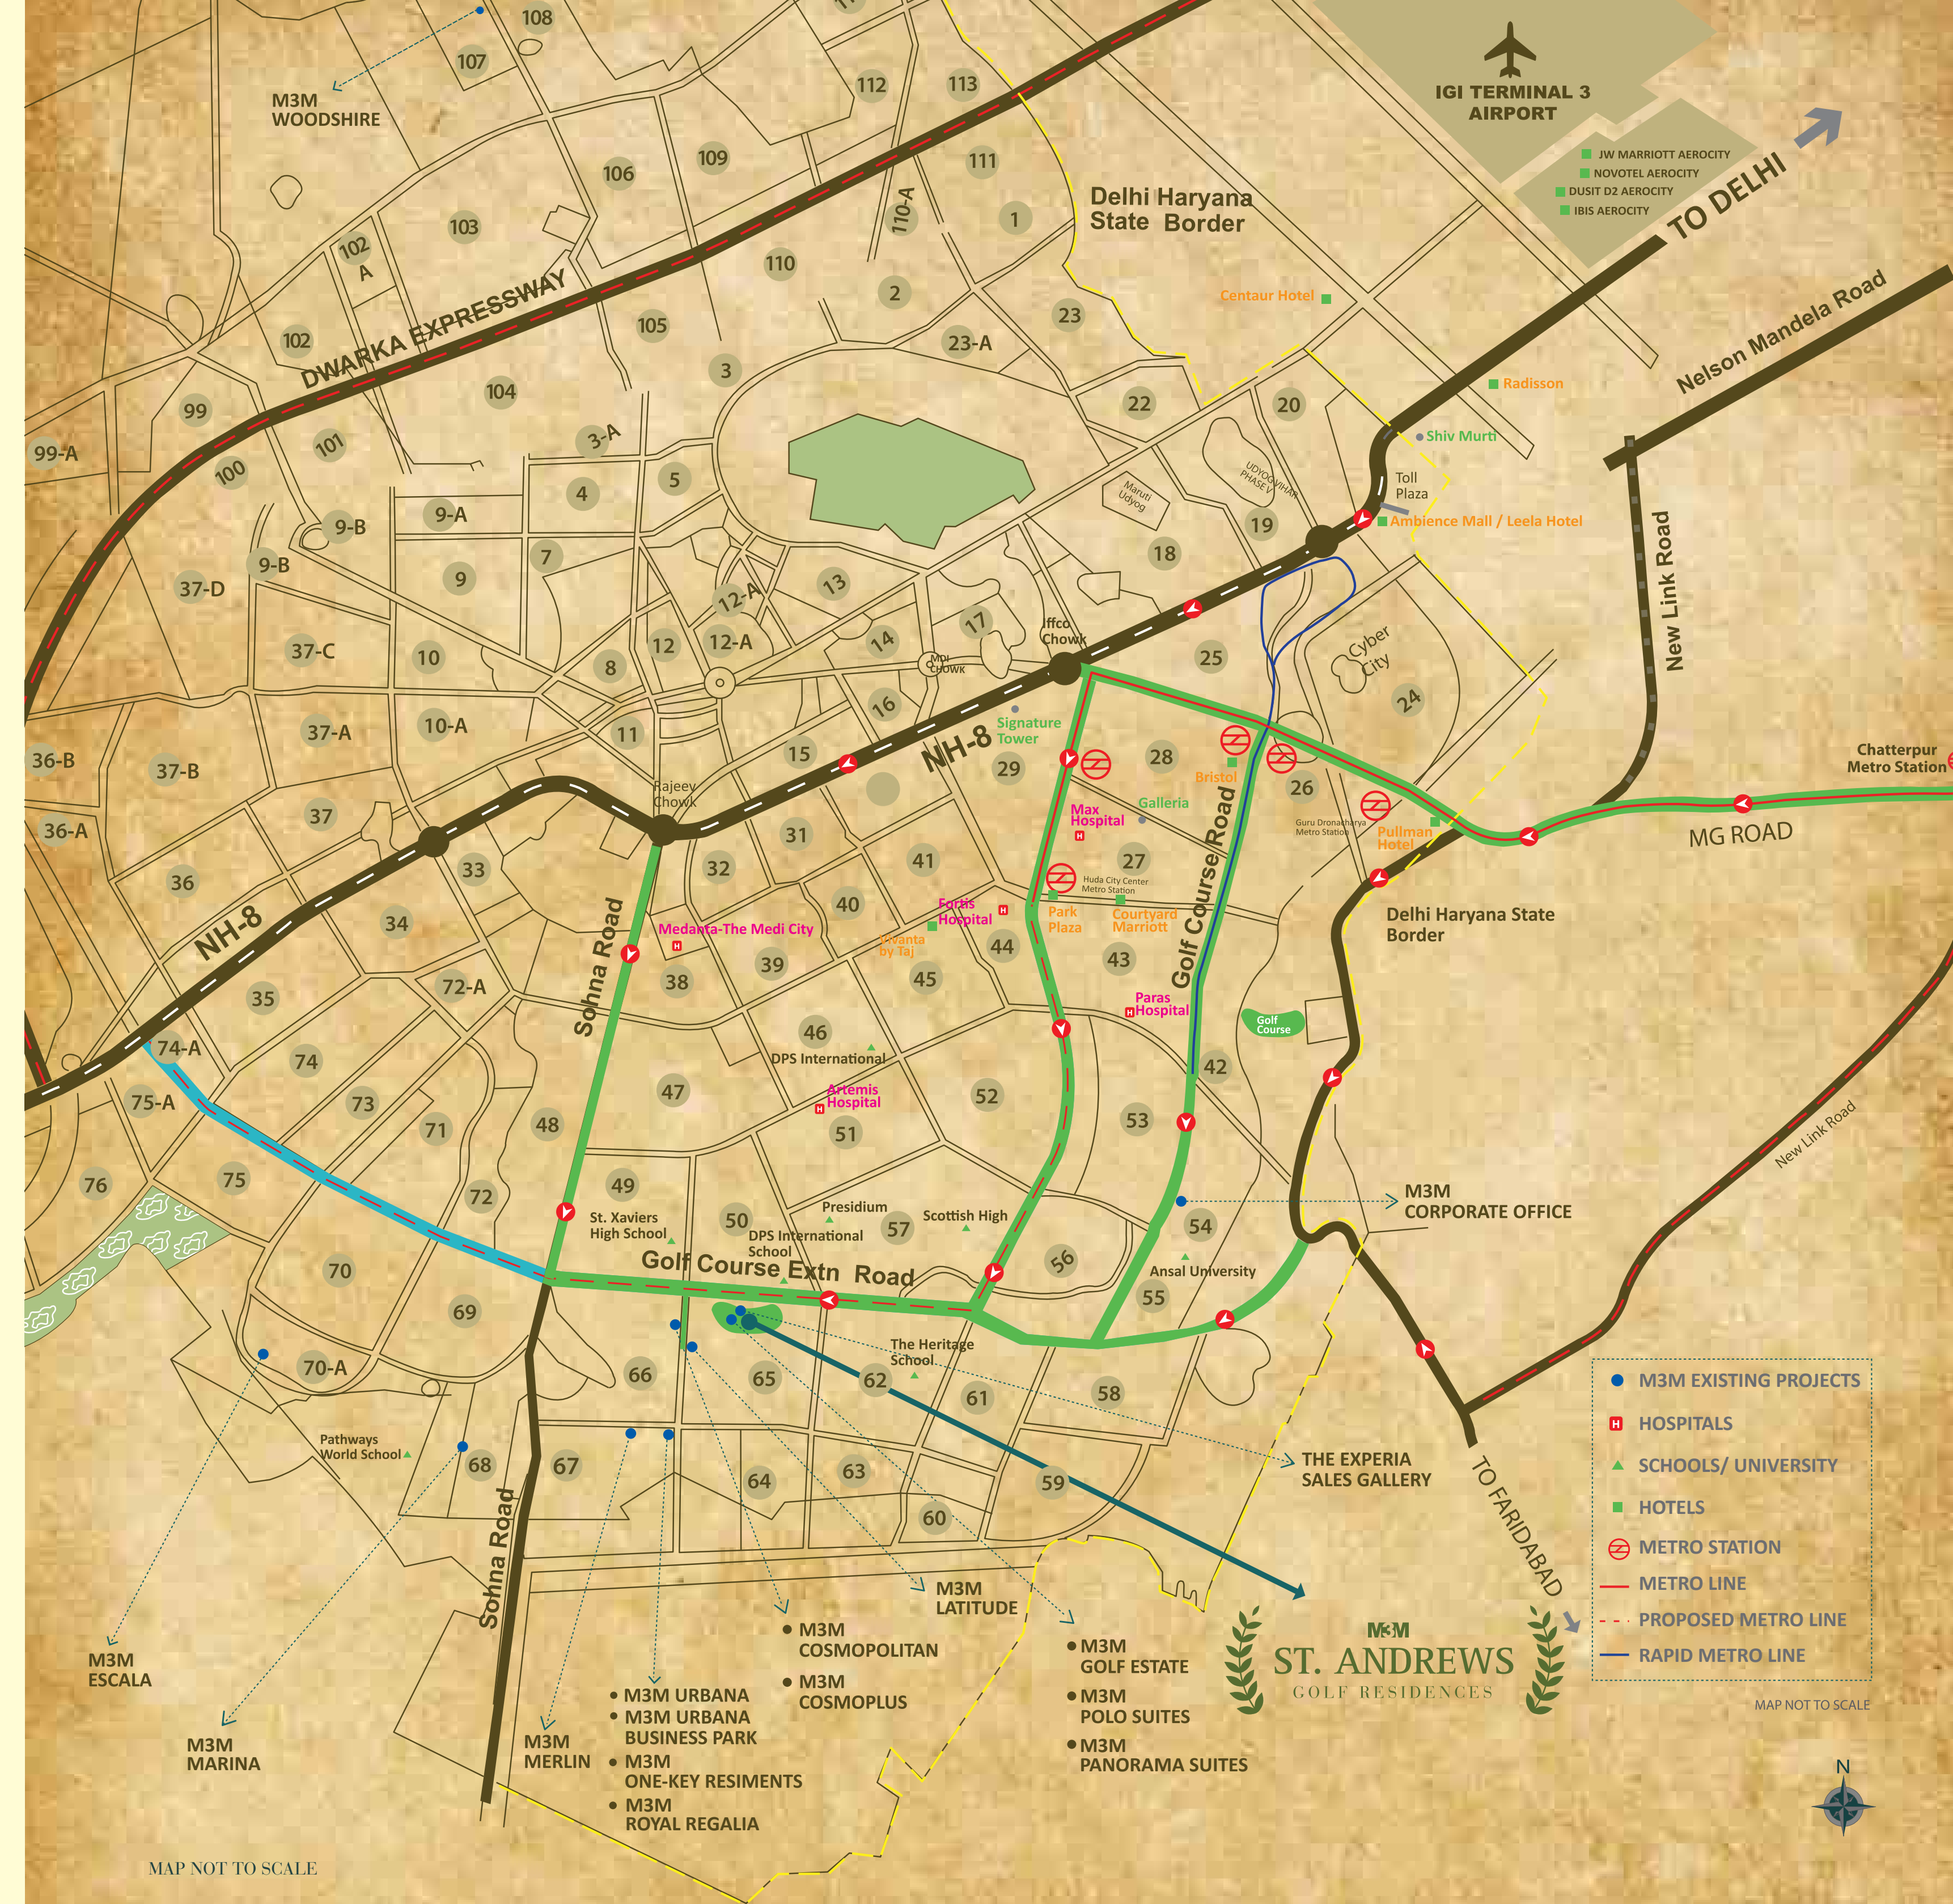 108
107
M3M
WOODSHIRE
112
113
IGI TERMINAL 3
AIRPORT
JW MARRIOTT AEROCITY
NOVOTEL AEROCITY
DUSIT D2 AEROCITY
IBIS AEROCITY
TO DELHI
106
109
111
110-A
1
Delhi Haryana
State Border
103
102
A
110
2
23
Centaur Hotel
Nelson Mandela Road
DWARKA EXPRESSWAY
102
105
23-A
3
104
22
20
Radisson
99
101
3-A
Shiv Murti
99-A
100
4
5
UDYOG VIHAR
PHASE V
Toll
Plaza
Maruti
Udyog
9-A
9-B
19
Ambience Mall / Leela Hotel
New Link Road
18
7
9-B
9
37-D
13
12-A
17
Iffco
Chowk
37-C
10
8
12
12-A
14
MDI
CHOWK
25
Cyber
City
24
16
Signature
Tower
37-A
10-A
11
15
NH-8
29
28
36-B
37-B
Rajeev
Chowk
Bristol
26
Chatterpur
Metro Station
Galleria
Max
Hospital
Guru Dronacharya
Metro Station
Pullman
Hotel
MG ROAD
37
36-A
31
41
27
Golf Course Road
36
33
32
Huda City Center
Metro Station
40
Fortis
Hospital
Park
Plaza
Courtyard
Marriott
Delhi Haryana State
Border
NH-8
34
Sohna Road
Medanta-The Medi City
Vivanta
by Taj
44
43
39
38
45
72-A
35
Paras
Hospital
Golf
Course
46
DPS International
74-A
74
42
47
Artemis
Hospital
52
75-A
73
71
48
51
53
New Link Road
76
75
72
49
M3M
CORPORATE OFFICE
St. Xaviers
High School
50
Presidium
57
Scottish High
54
DPS International
School
Golf Course Extn Road
56
70
Ansal University
55
69
The Heritage
School
70-A
66
65
62
61
58
M3M EXISTING PROJECTS
HOSPITALS
SCHOOLS/ UNIVERSITY
HOTELS
METRO STATION
METRO LINE
PROPOSED METRO LINE
RAPID METRO LINE
MAP NOT TO SCALE
Pathways
World School
68
67
64
63
59
60
THE EXPERIA
SALES GALLERY
TO FARIDABAD
Sohna Road
M3M
LATITUDE
M3M
COSMOPOLITAN
M3M
COSMOPLUS
M3M
GOLF ESTATE
M3M
POLO SUITES
M3M
PANORAMA SUITES
M3M
ST. ANDREWS
GOLF RESIDENCES
M3M
ESCALA
M3M
MARINA
M3M
MERLIN
M3M URBANA
M3M URBANA
BUSINESS PARK
M3M
ONE-KEY RESIMENTS
M3M
ROYAL REGALIA
N
MAP NOT TO SCALE